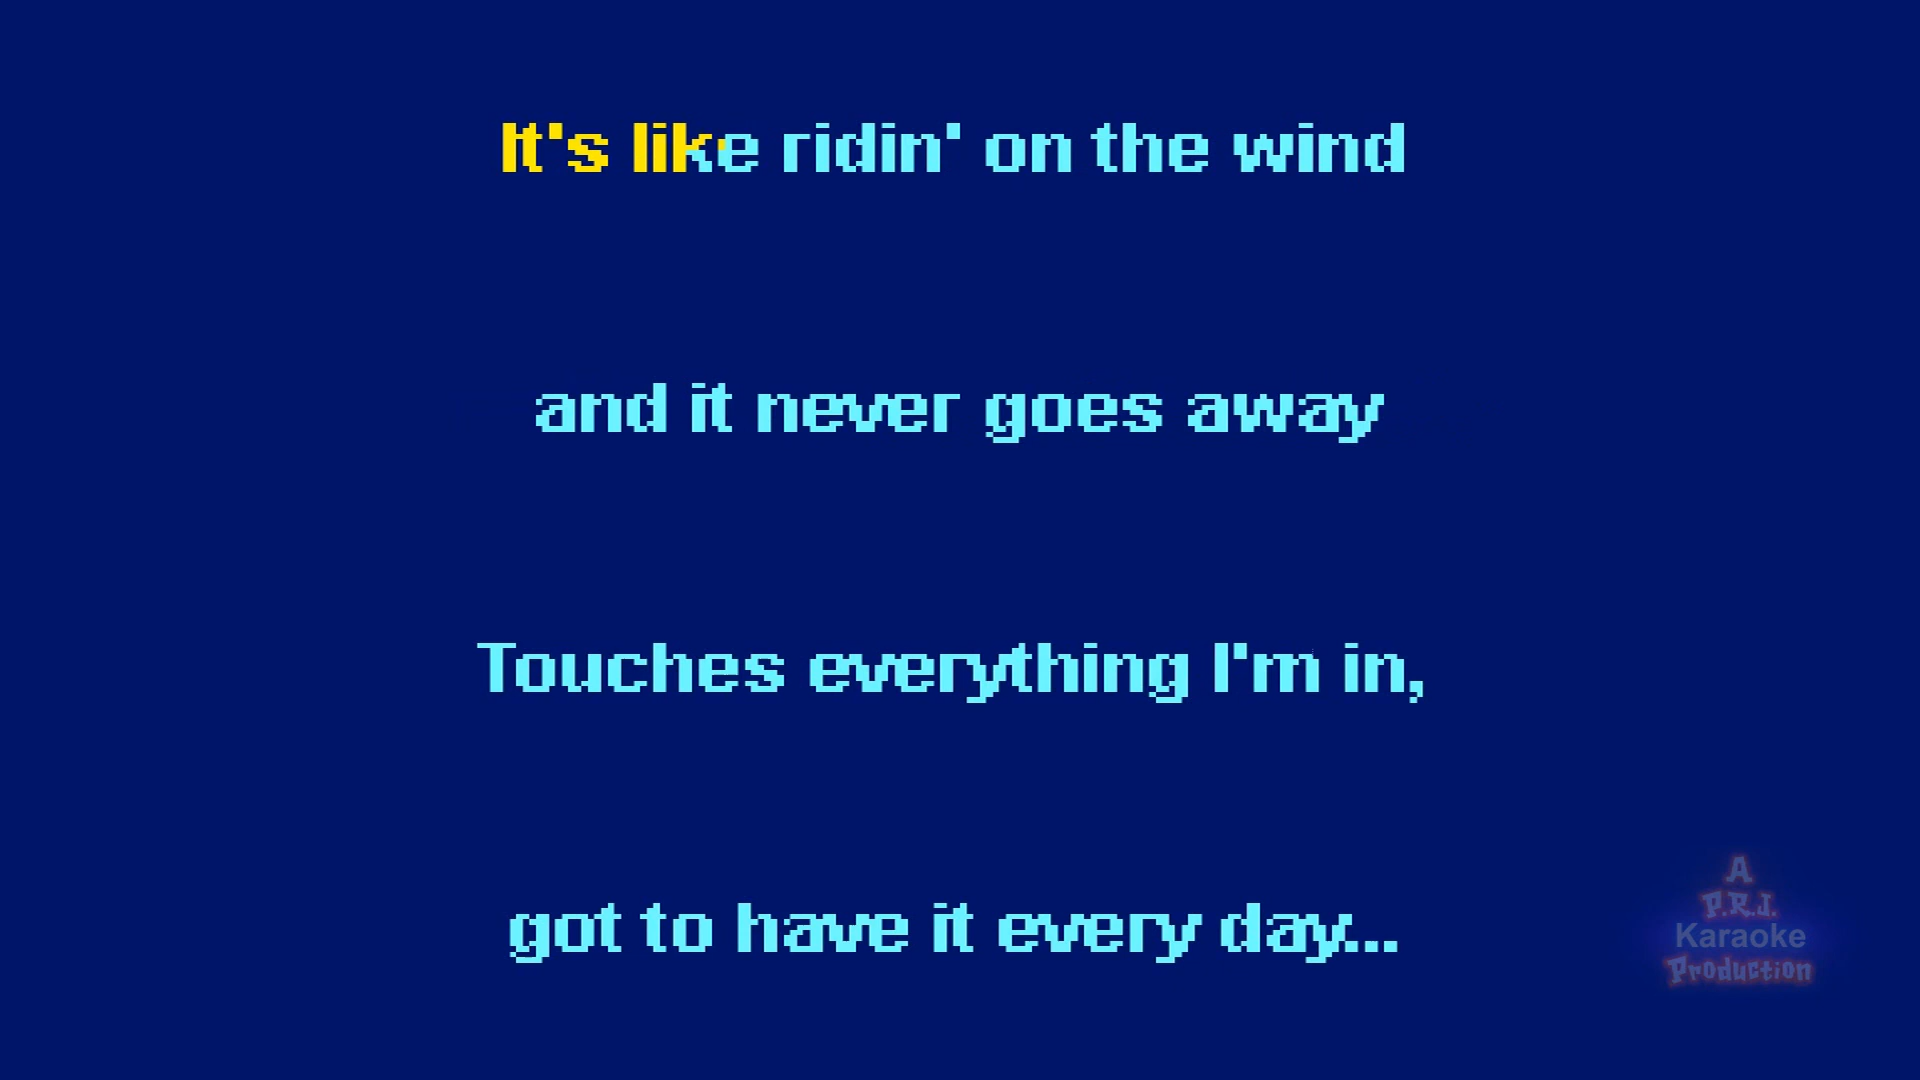 It's like ridin' on the wind
and it never goes away
Touches everything I'm in,
got to have it every day...
A
P.R.J.
Karaoke
Production